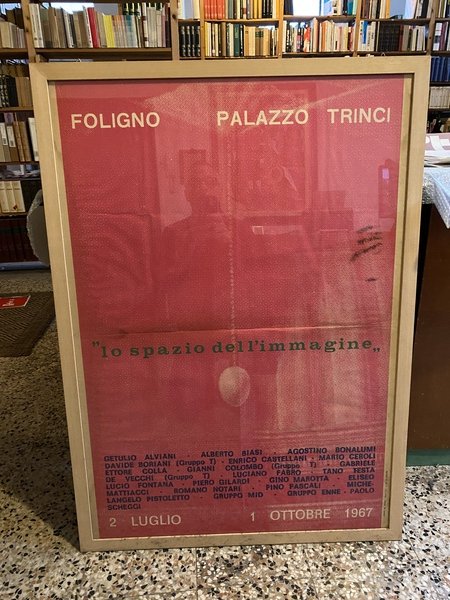 FOLIGNO PALAZZO TRINCI
"lo spazio dell'immagine„
GETULIO ALVIANI · ALBERTO BIASI · AGOSTINO BONALUMI
DAVIDE BORIANI (Gruppo T) · ENRICO CASTELLANI · MARIO CEROLI
ETTORE COLLA · GIANNI COLOMBO (Gruppo T) · GABRIELE
DE VECCHI (Gruppo T) · LUCIANO FABRO · TANO FESTA
LUCIO FONTANA · PIERO GILARDI · GINO MAROTTA · ELISEO
MATTIACCI · ROMANO NOTARI · PINO PASCALI · MICHE-
LANGELO PISTOLETTO · GRUPPO MID · GRUPPO ENNE · PAOLO
SCHEGGI
2 LUGLIO 1 OTTOBRE 1967